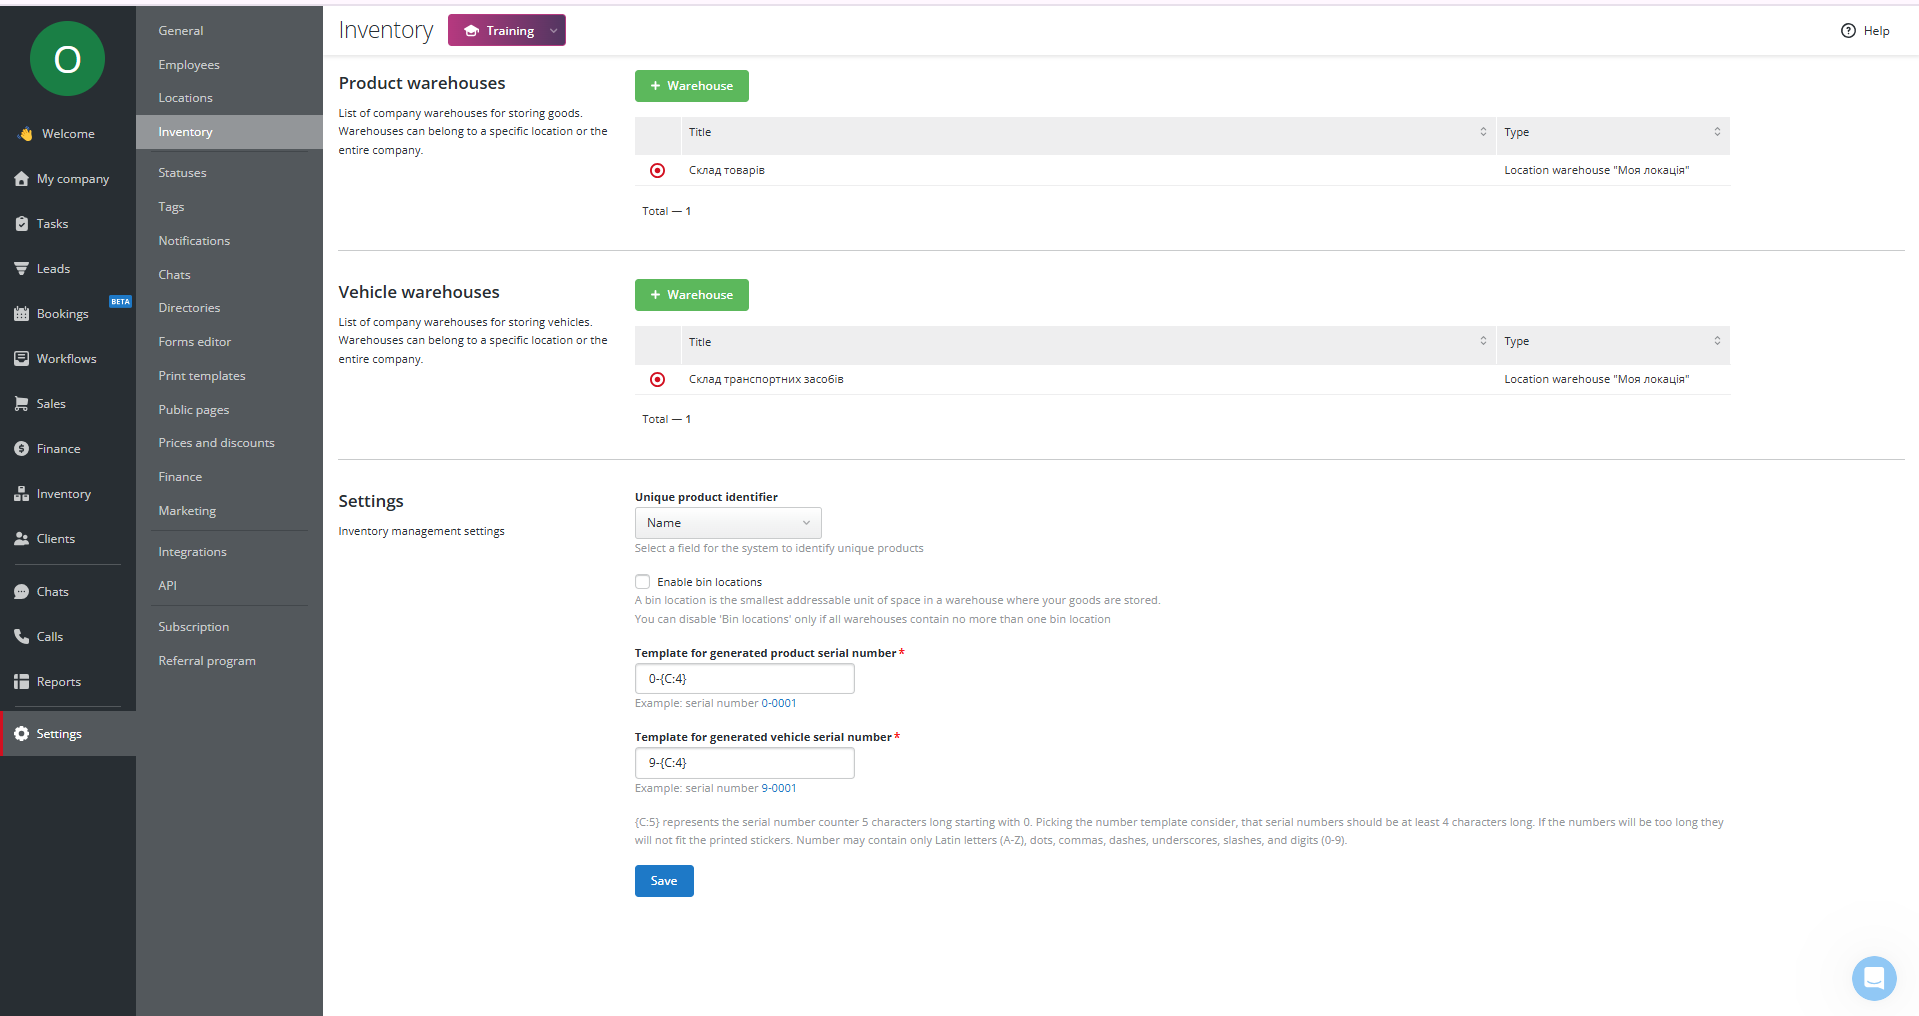 O
Welcome
My company
Tasks
Leads
BETA
Bookings
Workflows
Sales
Finance
Inventory
Clients
Chats
Calls
Reports
Settings
General
Employees
Locations
Inventory
Statuses
Tags
Notifications
Chats
Directories
Forms editor
Print templates
Public pages
Prices and discounts
Finance
Marketing
Integrations
API
Subscription
Referral program
Inventory
Training
Help
Product warehouses
List of company warehouses for storing goods.
Warehouses can belong to a specific location or the
entire company.
+ Warehouse
Title Type
Склад товарів Location warehouse "Моя локація"
Total — 1
Vehicle warehouses
List of company warehouses for storing vehicles.
Warehouses can belong to a specific location or the
entire company.
+ Warehouse
Title Type
Склад транспортних засобів Location warehouse "Моя локація"
Total — 1
Settings
Inventory management settings
Unique product identifier
Name
Select a field for the system to identify unique products
Enable bin locations
A bin location is the smallest addressable unit of space in a warehouse where your goods are stored.
You can disable 'Bin locations' only if all warehouses contain no more than one bin location
Template for generated product serial number*
0-{C:4}
Example: serial number 0-0001
Template for generated vehicle serial number*
9-{C:4}
Example: serial number 9-0001
{C:5} represents the serial number counter 5 characters long starting with 0. Picking the number template consider, that serial numbers should be at least 4 characters long. If the numbers will be too long they
will not fit the printed stickers. Number may contain only Latin letters (A-Z), dots, commas, dashes, underscores, slashes, and digits (0-9).
Save